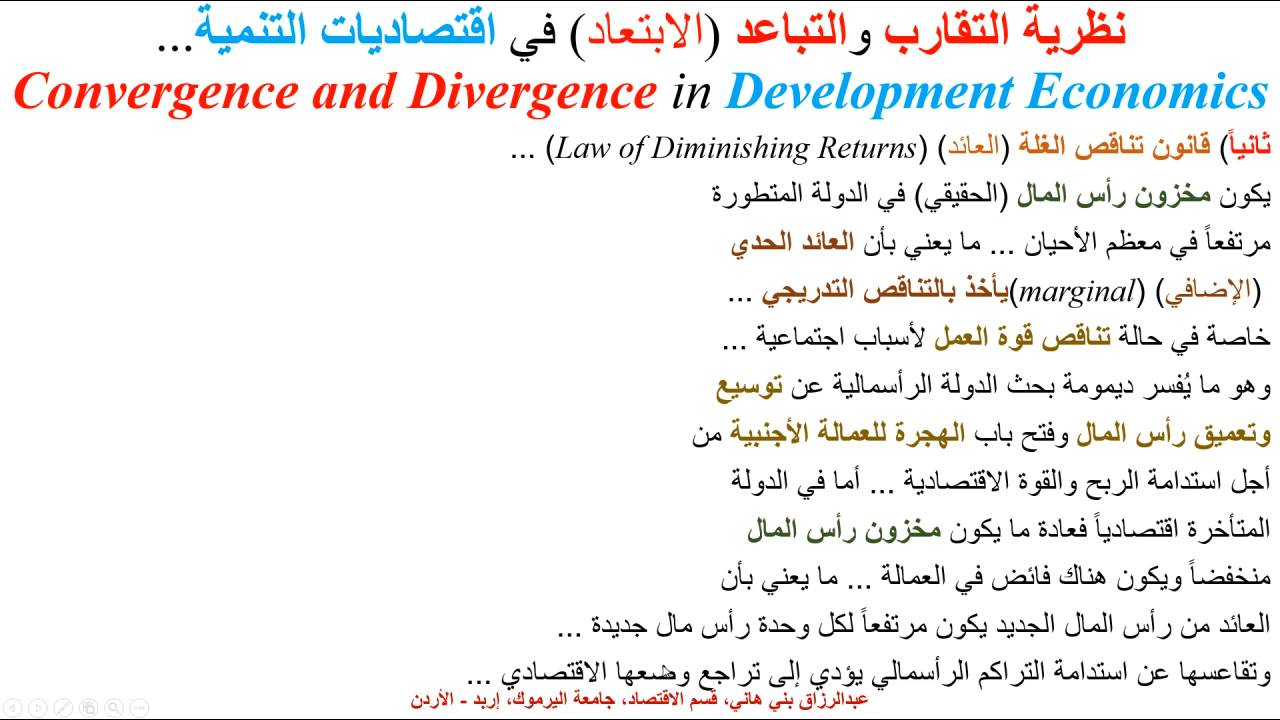 نظرية التقارب والتباعد (الابتعاد) في اقتصاديات التنمية...
Convergence and Divergence in Development Economics
ثانياً) قانون تناقص الغلة (العائد) (Law of Diminishing Returns) ...
يكون مخزون رأس المال (الحقيقي) في الدولة المتطورة
مرتفعاً في معظم الأحيان ... ما يعني بأن العائد الحدي
(الإضافي) (marginal)يأخذ بالتناقص التدريجي ...
خاصة في حالة تناقص قوة العمل لأسباب اجتماعية ...
وهو ما يُفسر ديمومة بحث الدولة الرأسمالية عن توسيع
وتعميق رأس المال وفتح باب الهجرة للعمالة الأجنبية من
أجل استدامة الربح والقوة الاقتصادية ... أما في الدولة
المتأخرة اقتصادياً فعادة ما يكون مخزون رأس المال
منخفضاً ويكون هناك فائض في العمالة ... ما يعني بأن
العائد من رأس المال الجديد يكون مرتفعاً لكل وحدة رأس مال جديدة ...
وتقاعسها عن استدامة التراكم الرأسمالي يؤدي إلى تراجع وضعها الاقتصادي ...
عبدالرزاق بني هاني، قسم الاقتصاد، جامعة اليرموك، إربد - الأردن